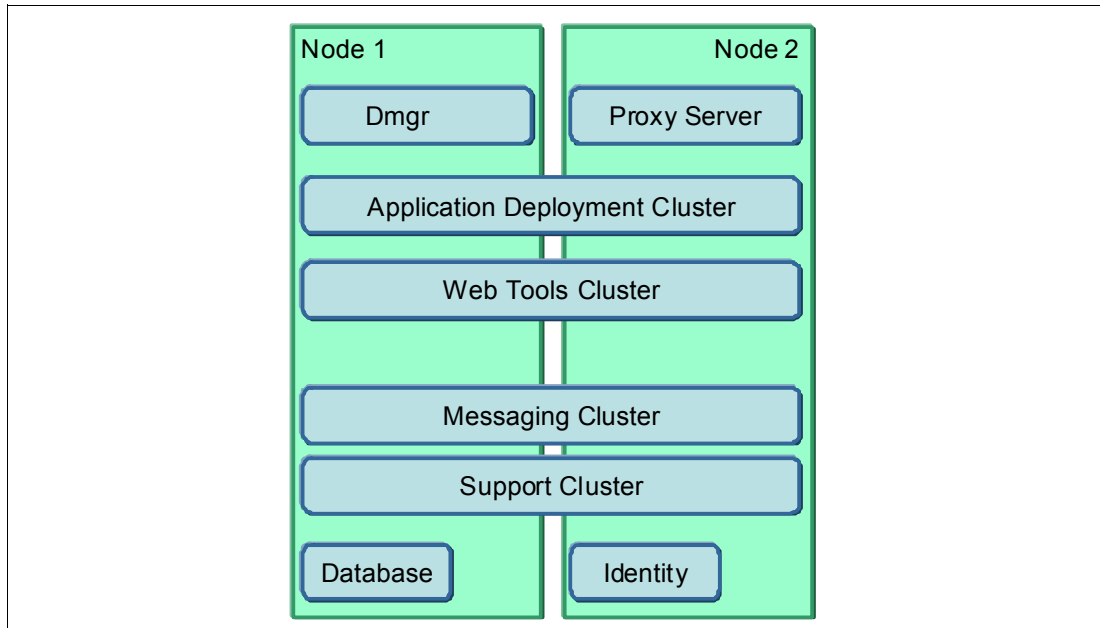 Node 1
Node 2
Dmgr
Proxy Server
Application Deployment Cluster
Web Tools Cluster
Messaging Cluster
Support Cluster
Database
Identity